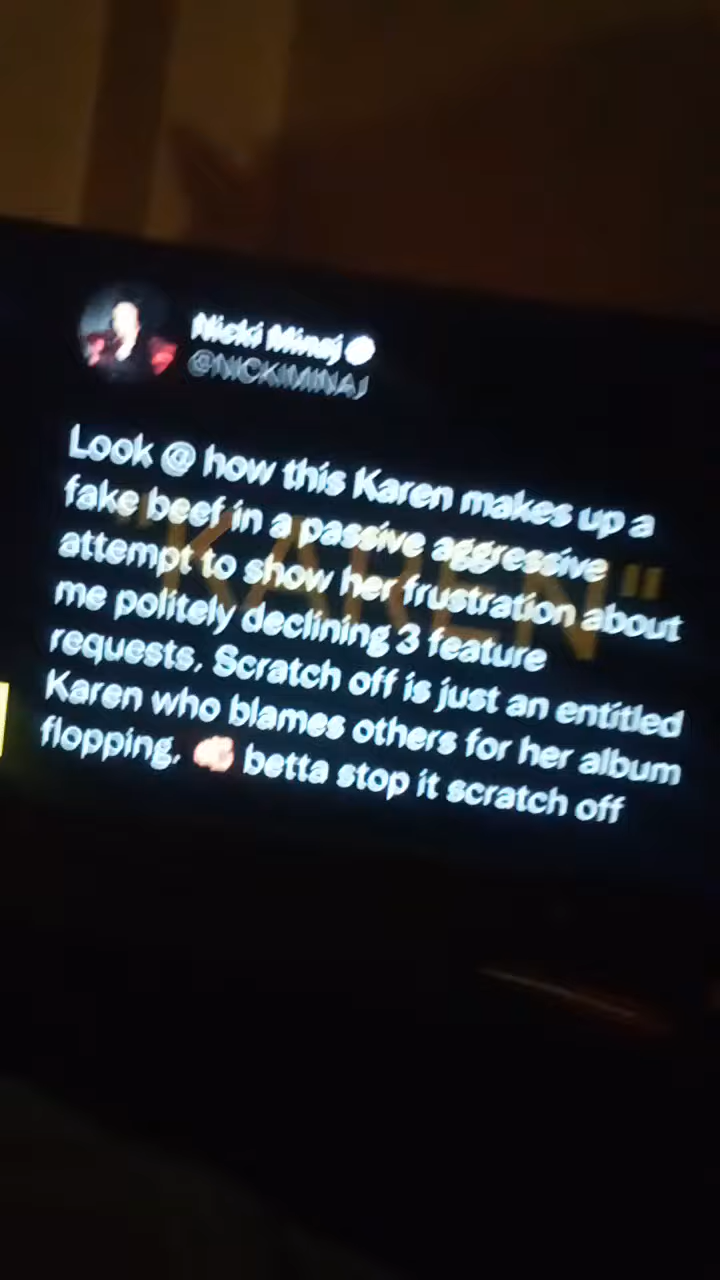 Nicki Minaj
@NICKIMINAJ
Look @ how this Karen makes up a
fake beef in a passive aggressive
attempt to show her frustration about
me politely declining 3 feature
requests. Scratch off is just an entitled
Karen who blames others for her album
flopping. betta stop it scratch off
"KAREN"